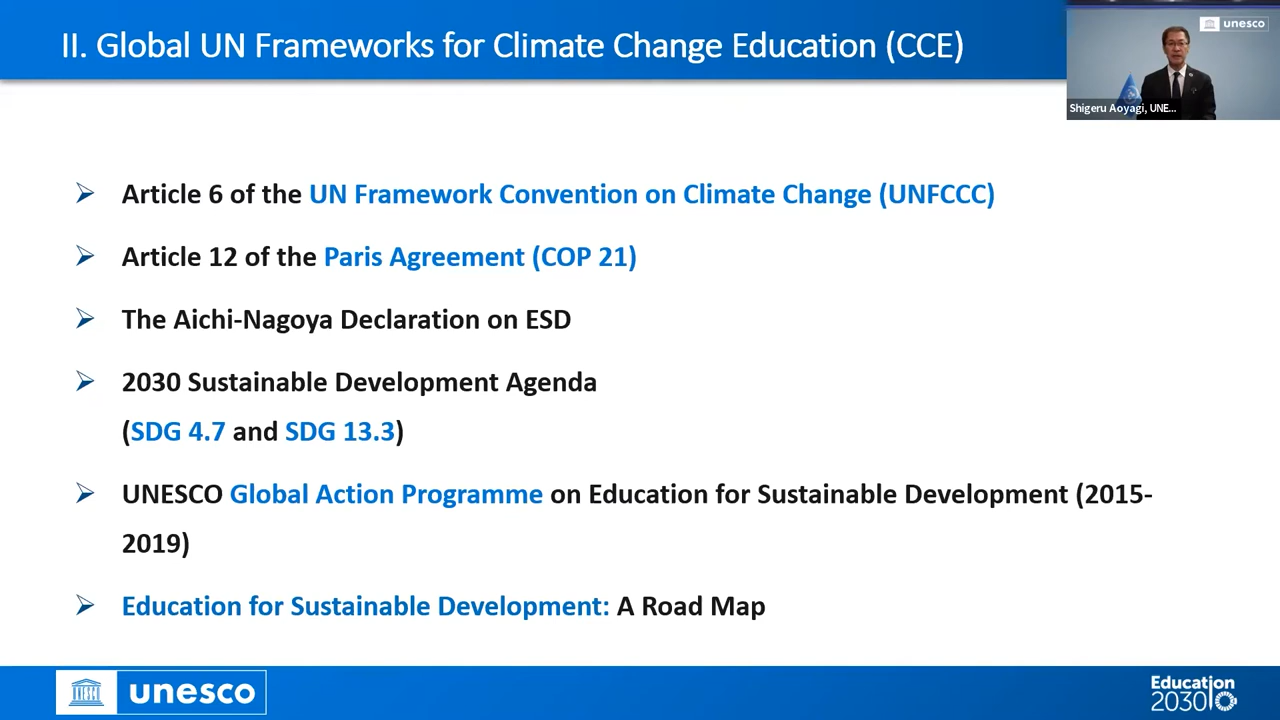 II. Global UN Frameworks for Climate Change Education (CCE)
unesco
Shigeru Aoyagi, UNE...
➢ Article 6 of the UN Framework Convention on Climate Change (UNFCCC)
➢ Article 12 of the Paris Agreement (COP 21)
➢ The Aichi-Nagoya Declaration on ESD
➢ 2030 Sustainable Development Agenda
(SDG 4.7 and SDG 13.3)
➢ UNESCO Global Action Programme on Education for Sustainable Development (2015-
2019)
➢ Education for Sustainable Development: A Road Map
unesco
Education
2030